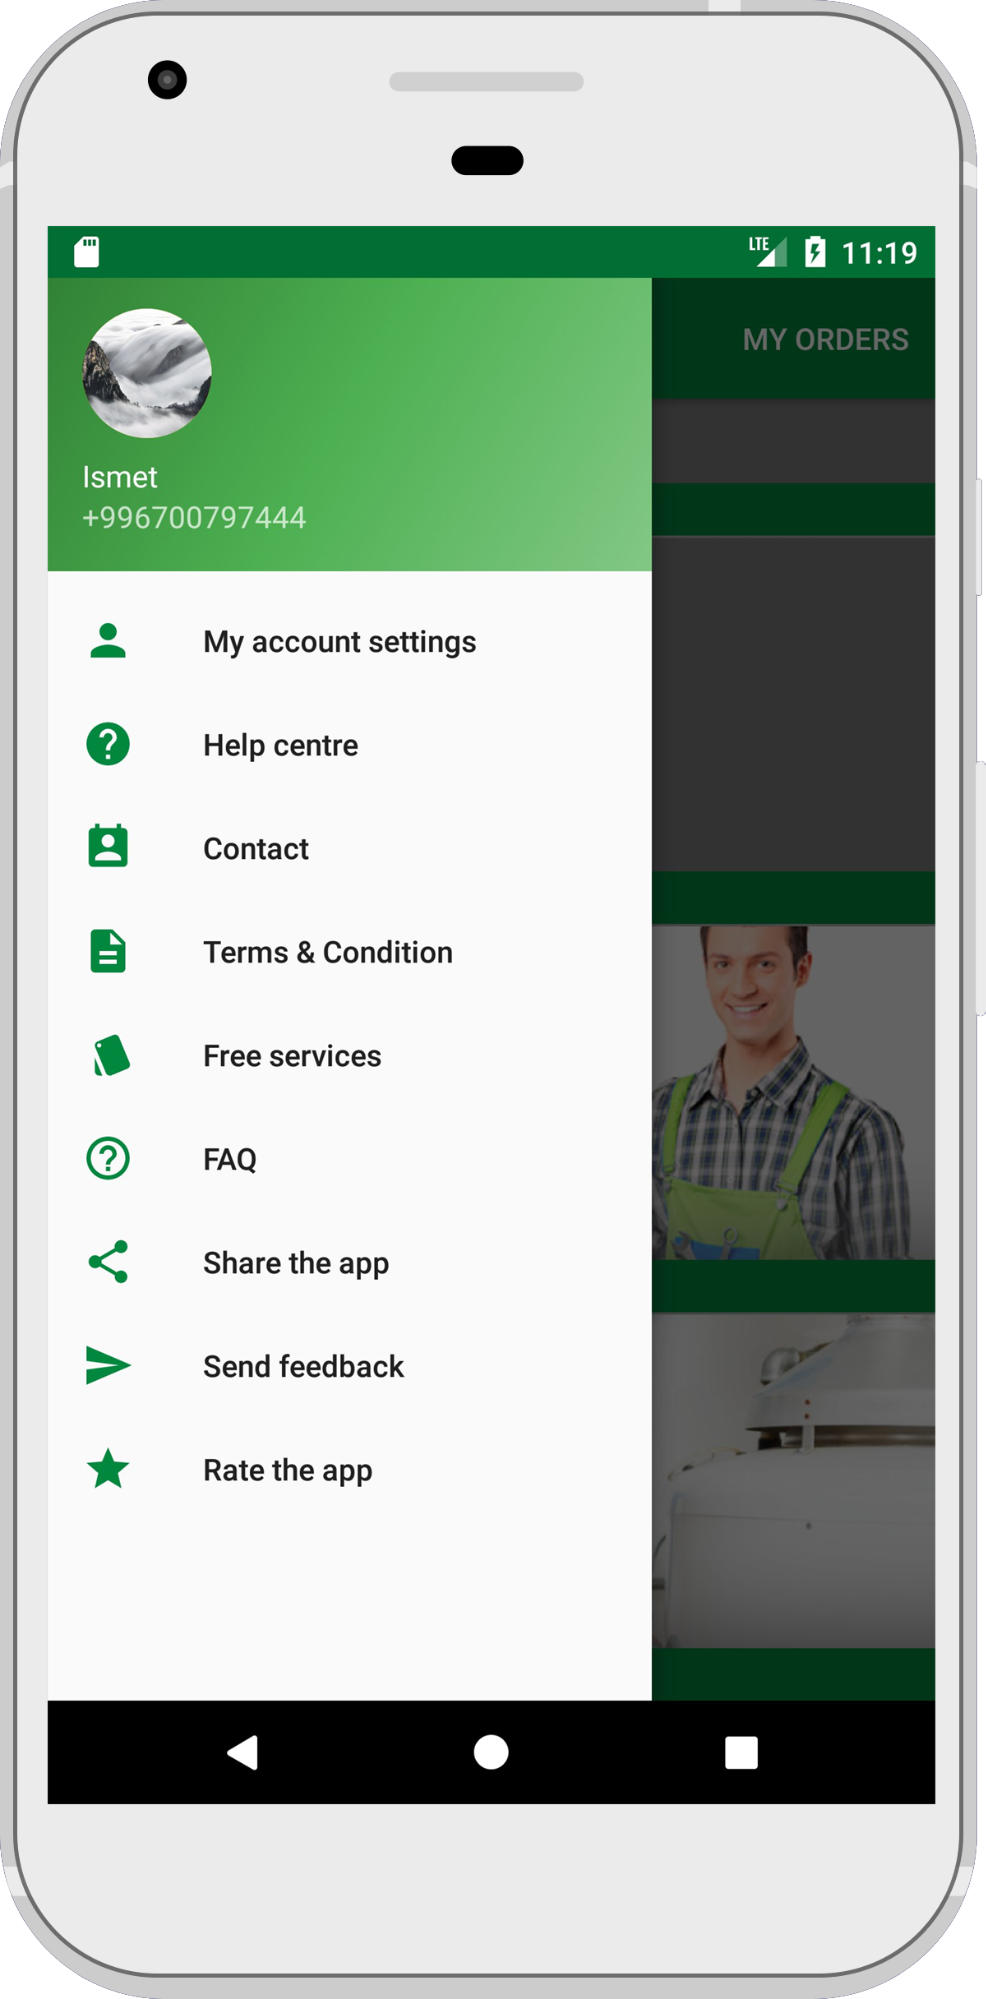 LTE 11:19
MY ORDERS
Ismet
+996700797444
My account settings
Help centre
Contact
Terms & Condition
Free services
FAQ
Share the app
Send feedback
Rate the app